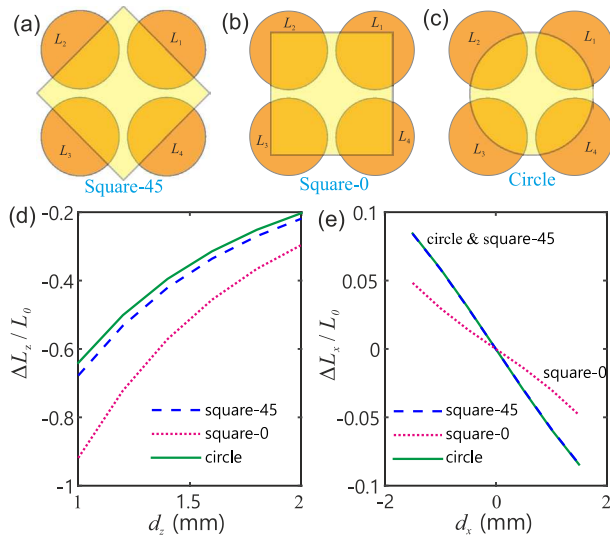 (a)
(b)
(c)
L2 L1
L2 L1
L2 L1
L3 L4
L3 L4
L3 L4
Square-45
Square-0
Circle
(d)
-0.2
-0.4
-0.6
-0.8
-1
ΔLz / L0
square-45
square-0
circle
1 1.5 2
dz (mm)
(e)
0.1
0.05
0
-0.05
-0.1
ΔLx / L0
circle & square-45
square-0
square-45
square-0
circle
-2 0 2
dx (mm)